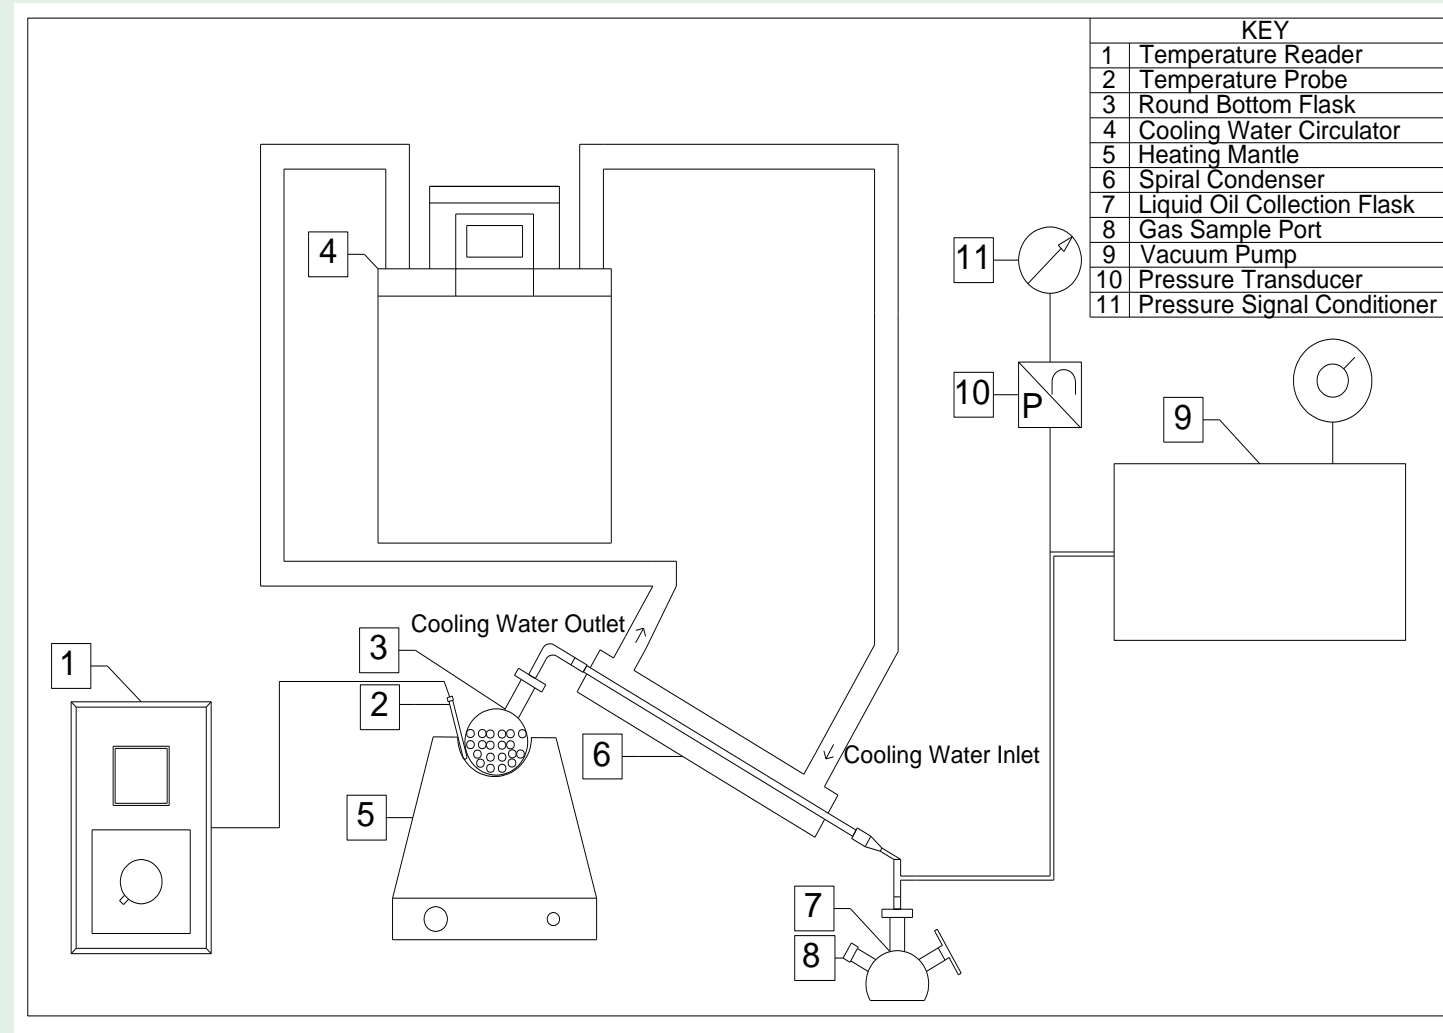 KEY
1 Temperature Reader
2 Temperature Probe
3 Round Bottom Flask
4 Cooling Water Circulator
5 Heating Mantle
6 Spiral Condenser
7 Liquid Oil Collection Flask
8 Gas Sample Port
9 Vacuum Pump
10 Pressure Transducer
11 Pressure Signal Conditioner
4
11
10
P
9
Cooling Water Outlet
3
1
2
6
Cooling Water Inlet
5
7
8